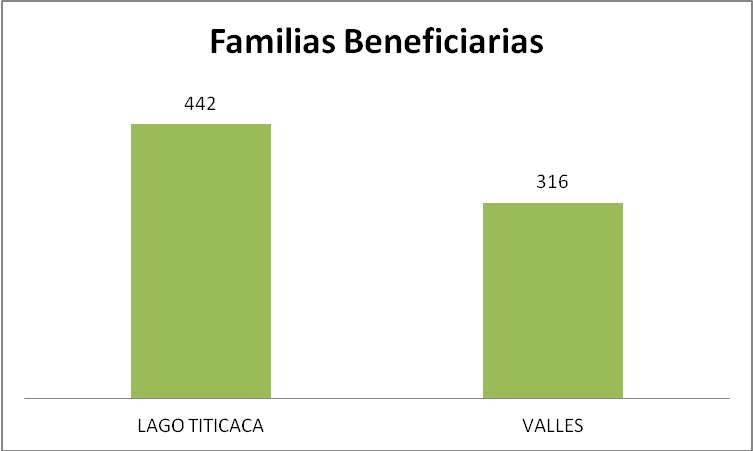 Familias Beneficiarias
442
316
LAGO TITICACA
VALLES